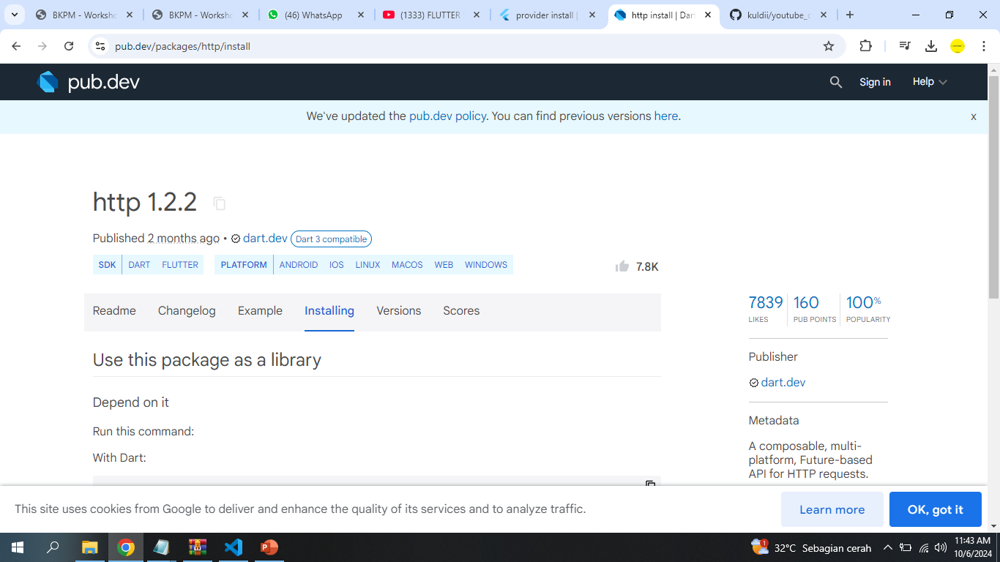 BKPM - Worksho
BKPM - Worksho
(46) WhatsApp
(1333) FLUTTER
provider install |
http install | Dar
kuldii/youtube_c
pub.dev/packages/http/install
pub.dev
Sign in
Help
We've updated the pub.dev policy. You can find previous versions here.
x
http 1.2.2
Published 2 months ago • dart.dev Dart 3 compatible
SDK DART FLUTTER PLATFORM ANDROID IOS LINUX MACOS WEB WINDOWS
7.8K
Readme Changelog Example Installing Versions Scores
7839 160 100%
LIKES PUB POINTS POPULARITY
Use this package as a library
Publisher
dart.dev
Depend on it
Metadata
Run this command:
A composable, multi-
With Dart:
platform, Future-based
API for HTTP requests.
This site uses cookies from Google to deliver and enhance the quality of its services and to analyze traffic.
Learn more
OK, got it
1
32°C Sebagian cerah
11:43 AM
10/6/2024